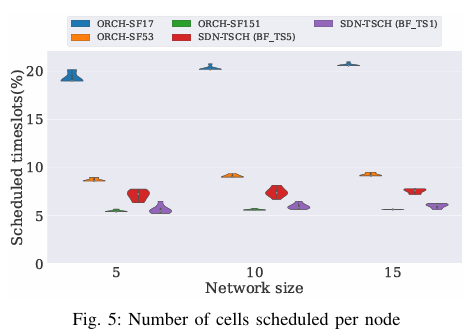 ORCH-SF17 ORCH-SF151 SDN-TSCH (BF_TS1)
ORCH-SF53 SDN-TSCH (BF_TS5)
Scheduled timeslots(%)
20
15
10
5
0
5 10 15
Network size
Fig. 5: Number of cells scheduled per node